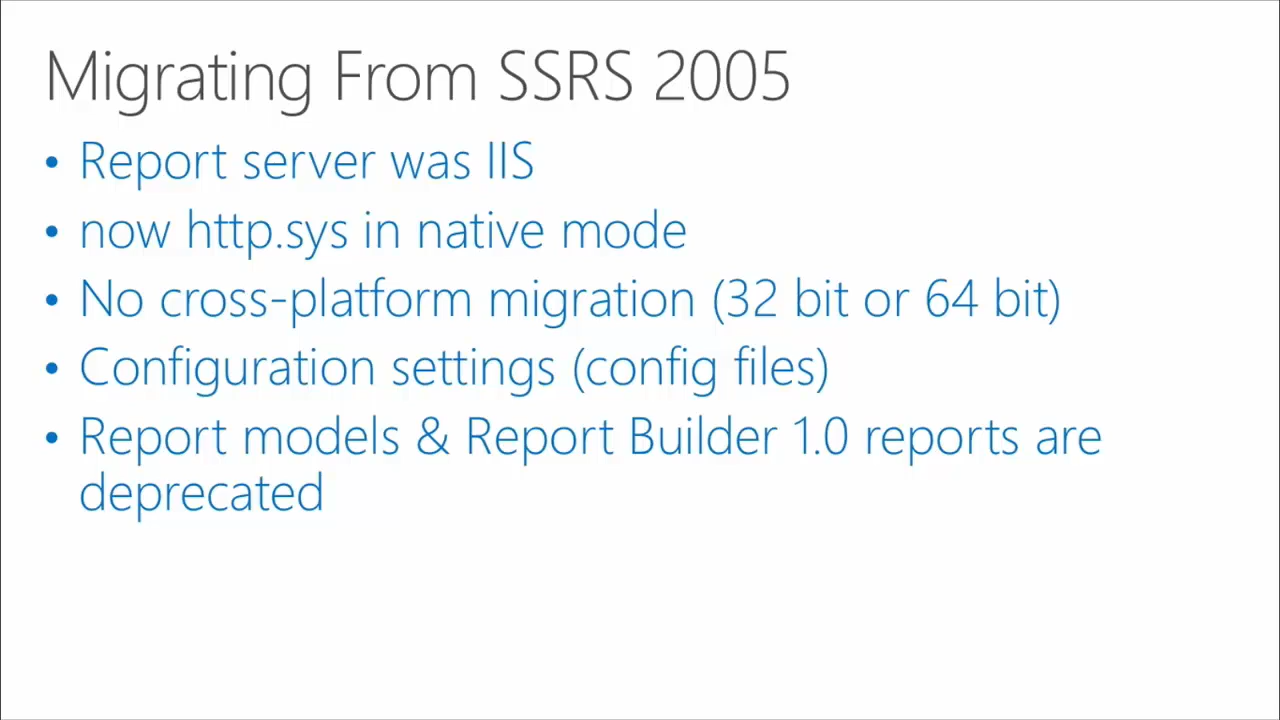 Migrating From SSRS 2005
• Report server was IIS
• now http.sys in native mode
• No cross-platform migration (32 bit or 64 bit)
• Configuration settings (config files)
• Report models & Report Builder 1.0 reports are
deprecated